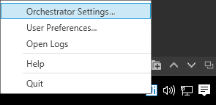 Orchestrator Settings...
User Preferences...
Open Logs
Help
Quit